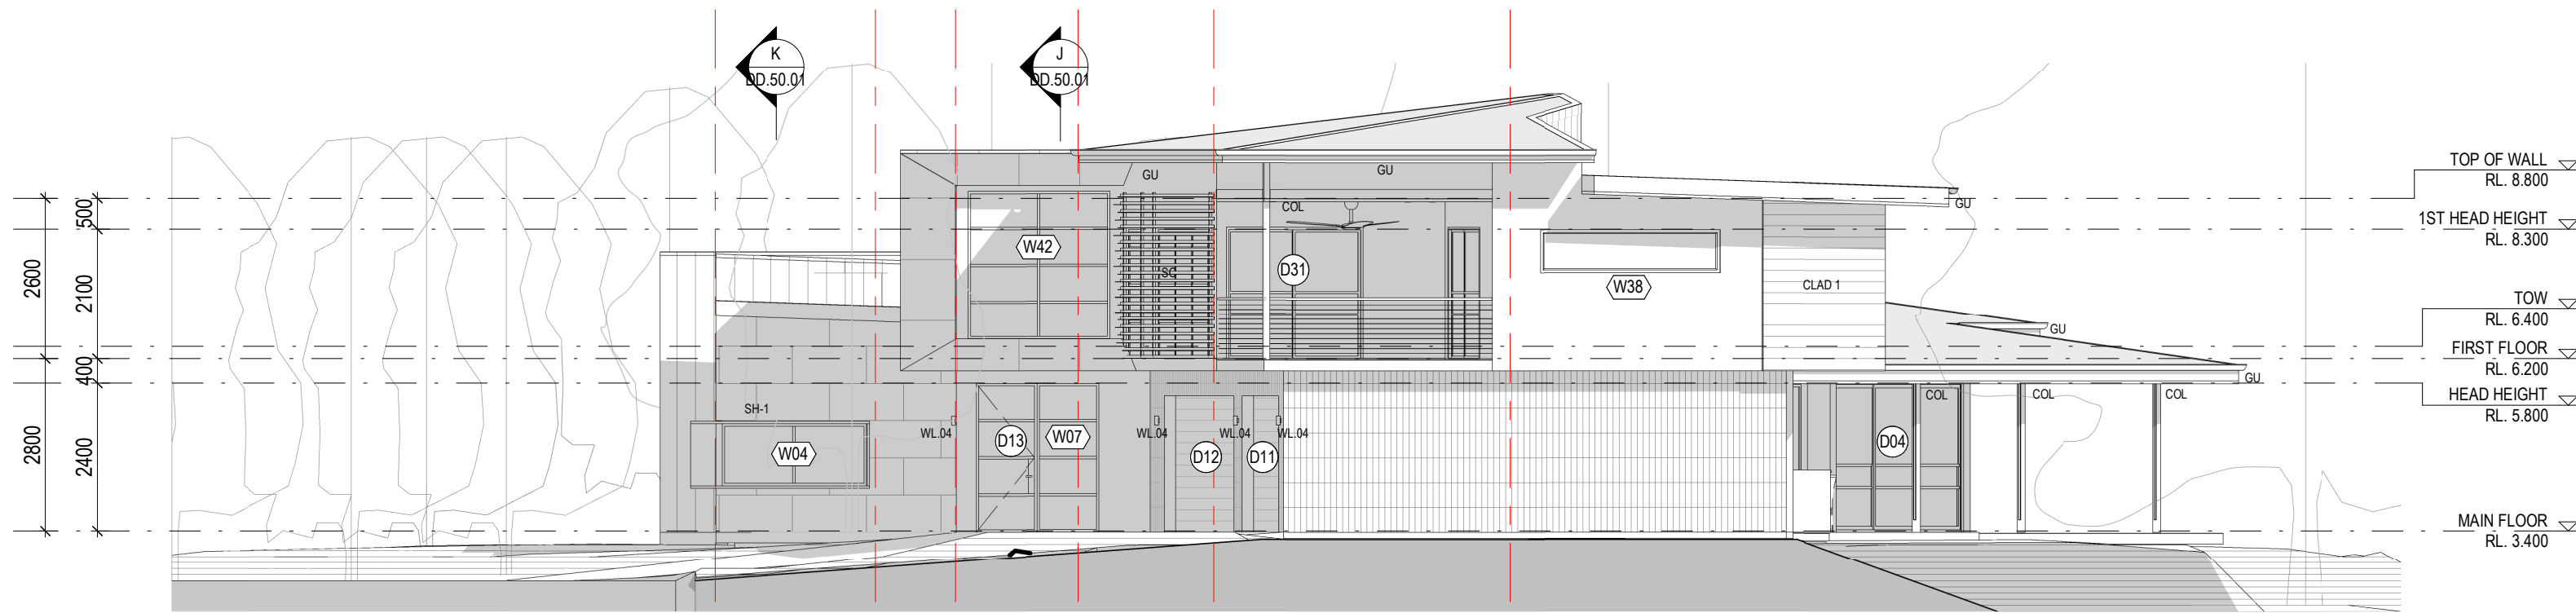 K
DD.50.01
J
DD.50.01
TOP OF WALL
RL. 8.800
1ST HEAD HEIGHT
RL. 8.300
TOW
RL. 6.400
FIRST FLOOR
RL. 6.200
HEAD HEIGHT
RL. 5.800
MAIN FLOOR
RL. 3.400
2600
2800
500
2100
400
2400
GU
GU
COL
GU
W42
SC
D31
W38
CLAD 1
GU
GU
SH-1
WL.04
WL.04
WL.04
WL.04
COL
COL
COL
W04
D13
W07
D12
D11
D04